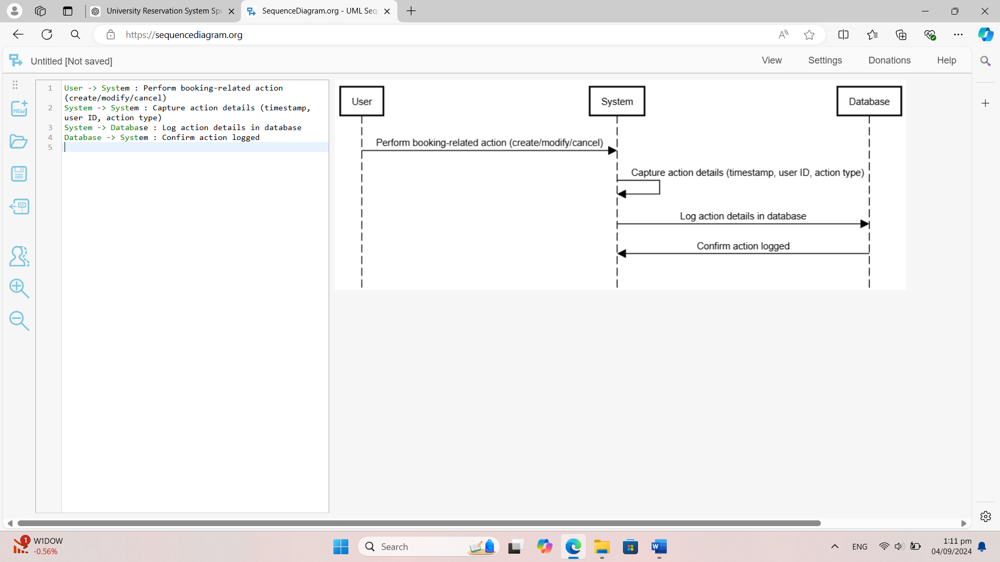 University Reservation System Spe
SequenceDiagram.org - UML Seq
https://sequencediagram.org
Untitled [Not saved]
View
Settings
Donations
Help
NEW
1
User -> System : Perform booking-related action
(create/modify/cancel)
2
System -> System : Capture action details (timestamp,
user ID, action type)
3
System -> Database : Log action details in database
4
Database -> System : Confirm action logged
5
User
System
Database
Perform booking-related action (create/modify/cancel)
Capture action details (timestamp, user ID, action type)
Log action details in database
Confirm action logged
1
W1DOW
-0.56%
Search
W
ENG
1:11 pm
04/09/2024